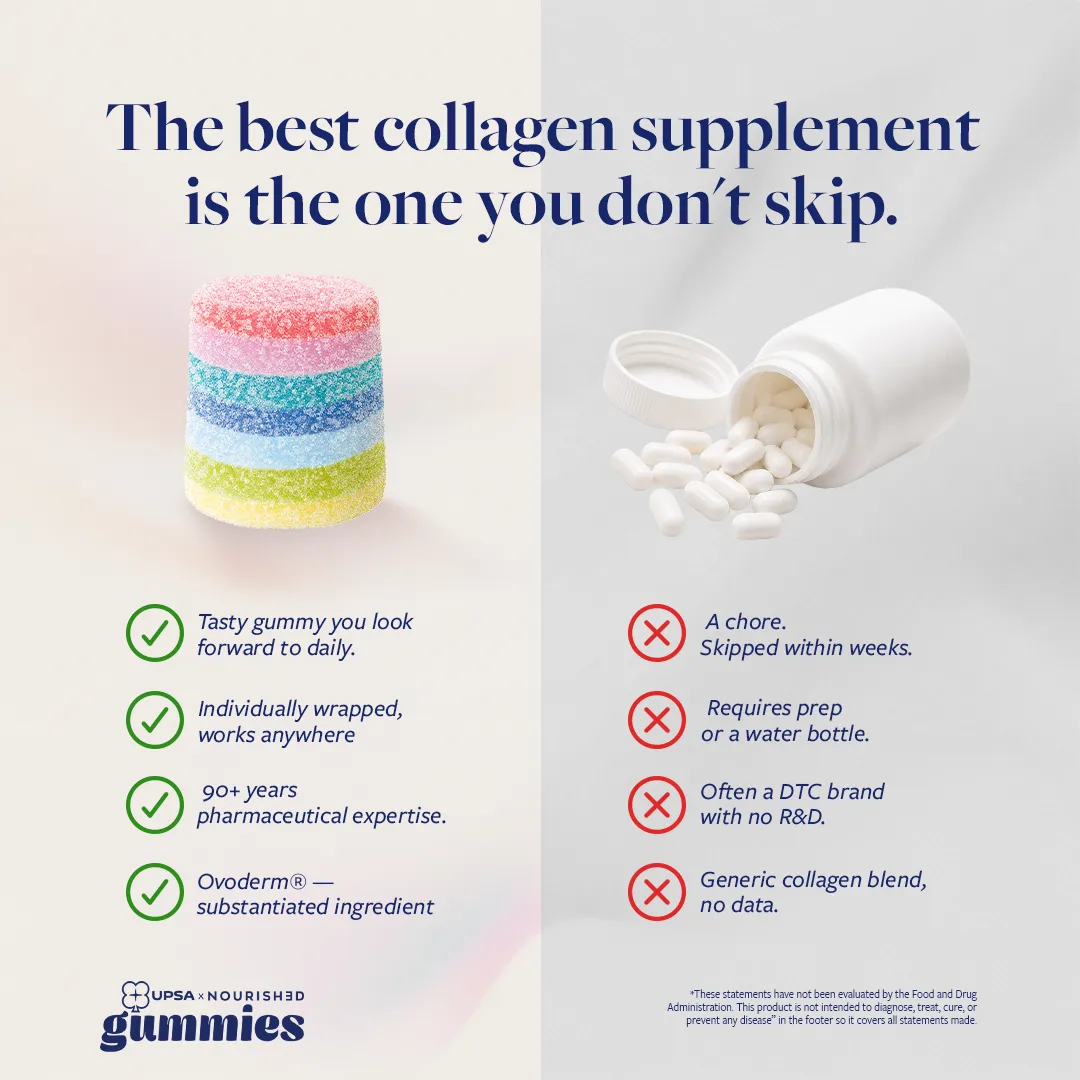 The best collagen supplement
is the one you don't skip.
Tasty gummy you look
forward to daily.
Individually wrapped,
works anywhere
90+ years
pharmaceutical expertise.
Ovoderm® —
substantiated ingredient
A chore.
Skipped within weeks.
Requires prep
or a water bottle.
Often a DTC brand
with no R&D.
Generic collagen blend,
no data.
UPSA × NOURISHƎD
gummies
*These statements have not been evaluated by the Food and Drug
Administration. This product is not intended to diagnose, treat, cure, or
prevent any disease" in the footer so it covers all statements made.